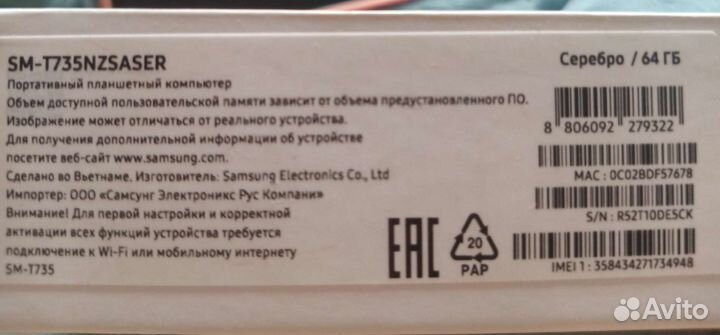 SM-T735NZSASER
Портативный планшетный компьютер
Объем доступной пользовательской памяти зависит от объема предустановленного ПО.
Изображение может отличаться от реального устройства.
Для получения дополнительной информации об устройстве
посетите веб-сайт www.samsung.com.
Сделано во Вьетнаме. Изготовитель: Samsung Electronics Co., Ltd
Импортер: ООО «Самсунг Электроникс Рус Компани»
Внимание! Для первой настройки и корректной
активации всех функций устройства требуется
подключение к Wi-Fi или мобильному интернету
SM-T735
EAC
20
PAP
Серебро / 64 ГБ
8 806092 279322
MAC : 0C02BDF57678
S/N : R52T10DE5CK
IMEI 1 : 358434271734948
Avito